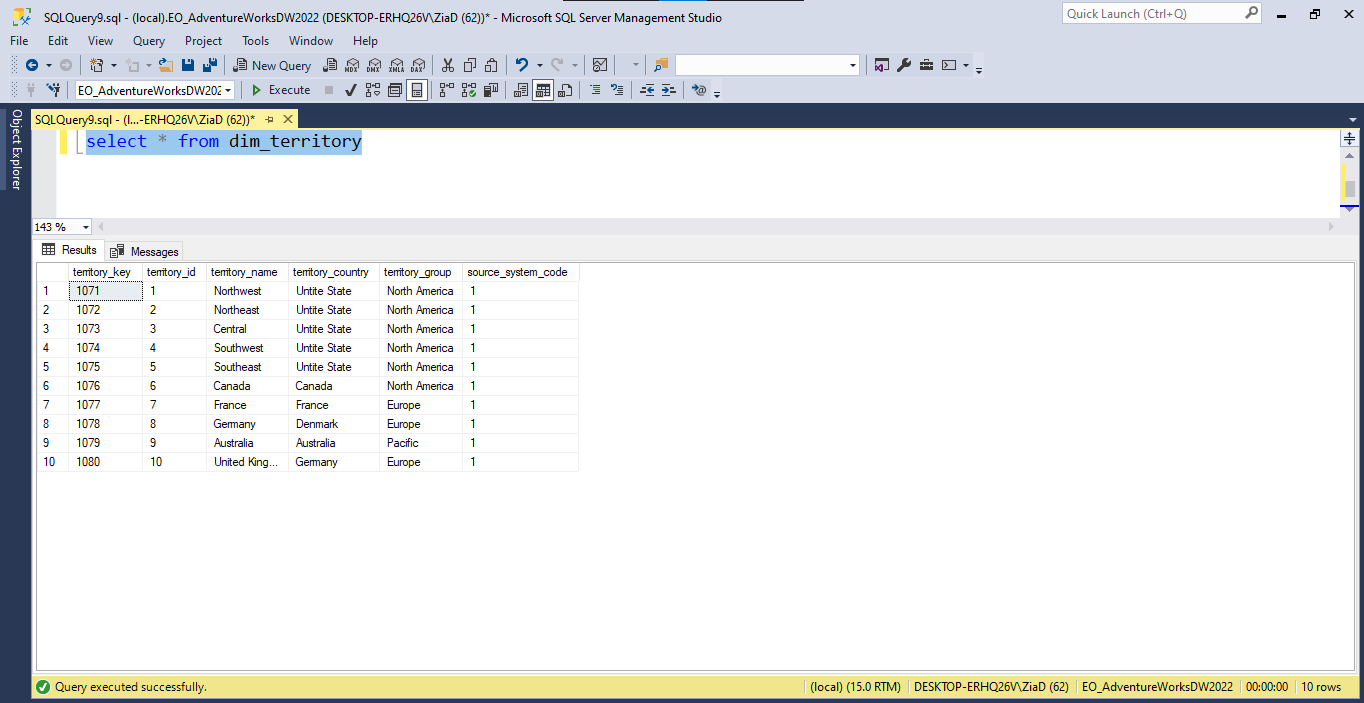 SQLQuery9.sql - (local).EO_AdventureWorksDW2022 (DESKTOP-ERHQ26V\ZiaD (62))* - Microsoft SQL Server Management Studio
Quick Launch (Ctrl+Q)
File Edit View Query Project Tools Window Help
New Query MDX DMX XMLA DAX
EO_AdventureWorksDW202 Execute
Object Explorer
SQLQuery9.sql - (l...-ERHQ26V\ZiaD (62))*
select * from dim_territory
143 %
Results Messages
territory_key territory_id territory_name territory_country territory_group source_system_code
1 1071 1 Northwest Untite State North America 1
2 1072 2 Northeast Untite State North America 1
3 1073 3 Central Untite State North America 1
4 1074 4 Southwest Untite State North America 1
5 1075 5 Southeast Untite State North America 1
6 1076 6 Canada Canada North America 1
7 1077 7 France France Europe 1
8 1078 8 Germany Denmark Europe 1
9 1079 9 Australia Australia Pacific 1
10 1080 10 United King... Germany Europe 1
Query executed successfully. (local) (15.0 RTM) DESKTOP-ERHQ26V\ZiaD (62) EO_AdventureWorksDW2022 00:00:00 10 rows